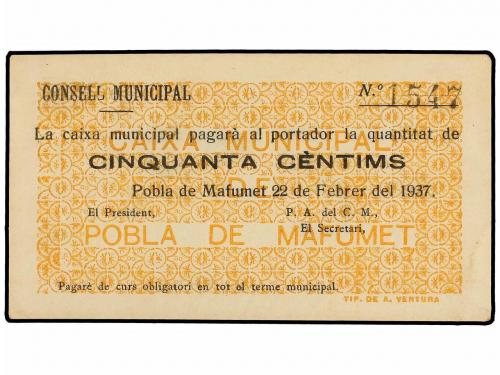 CONSELL MUNICIPAL
N.º 1547
La caixa municipal pagarà al portador la quantitat de
CAIXA MUNICIPAL
CINQUANTA CÈNTIMS
DE
Pobla de Mafumet 22 de Febrer del 1937.
El President,
P. A. del C. M.,
El Secretari,
POBLA DE MAFUMET
Pagarè de curs obligatori en tot el terme municipal.
TIP. DE A. VENTURA